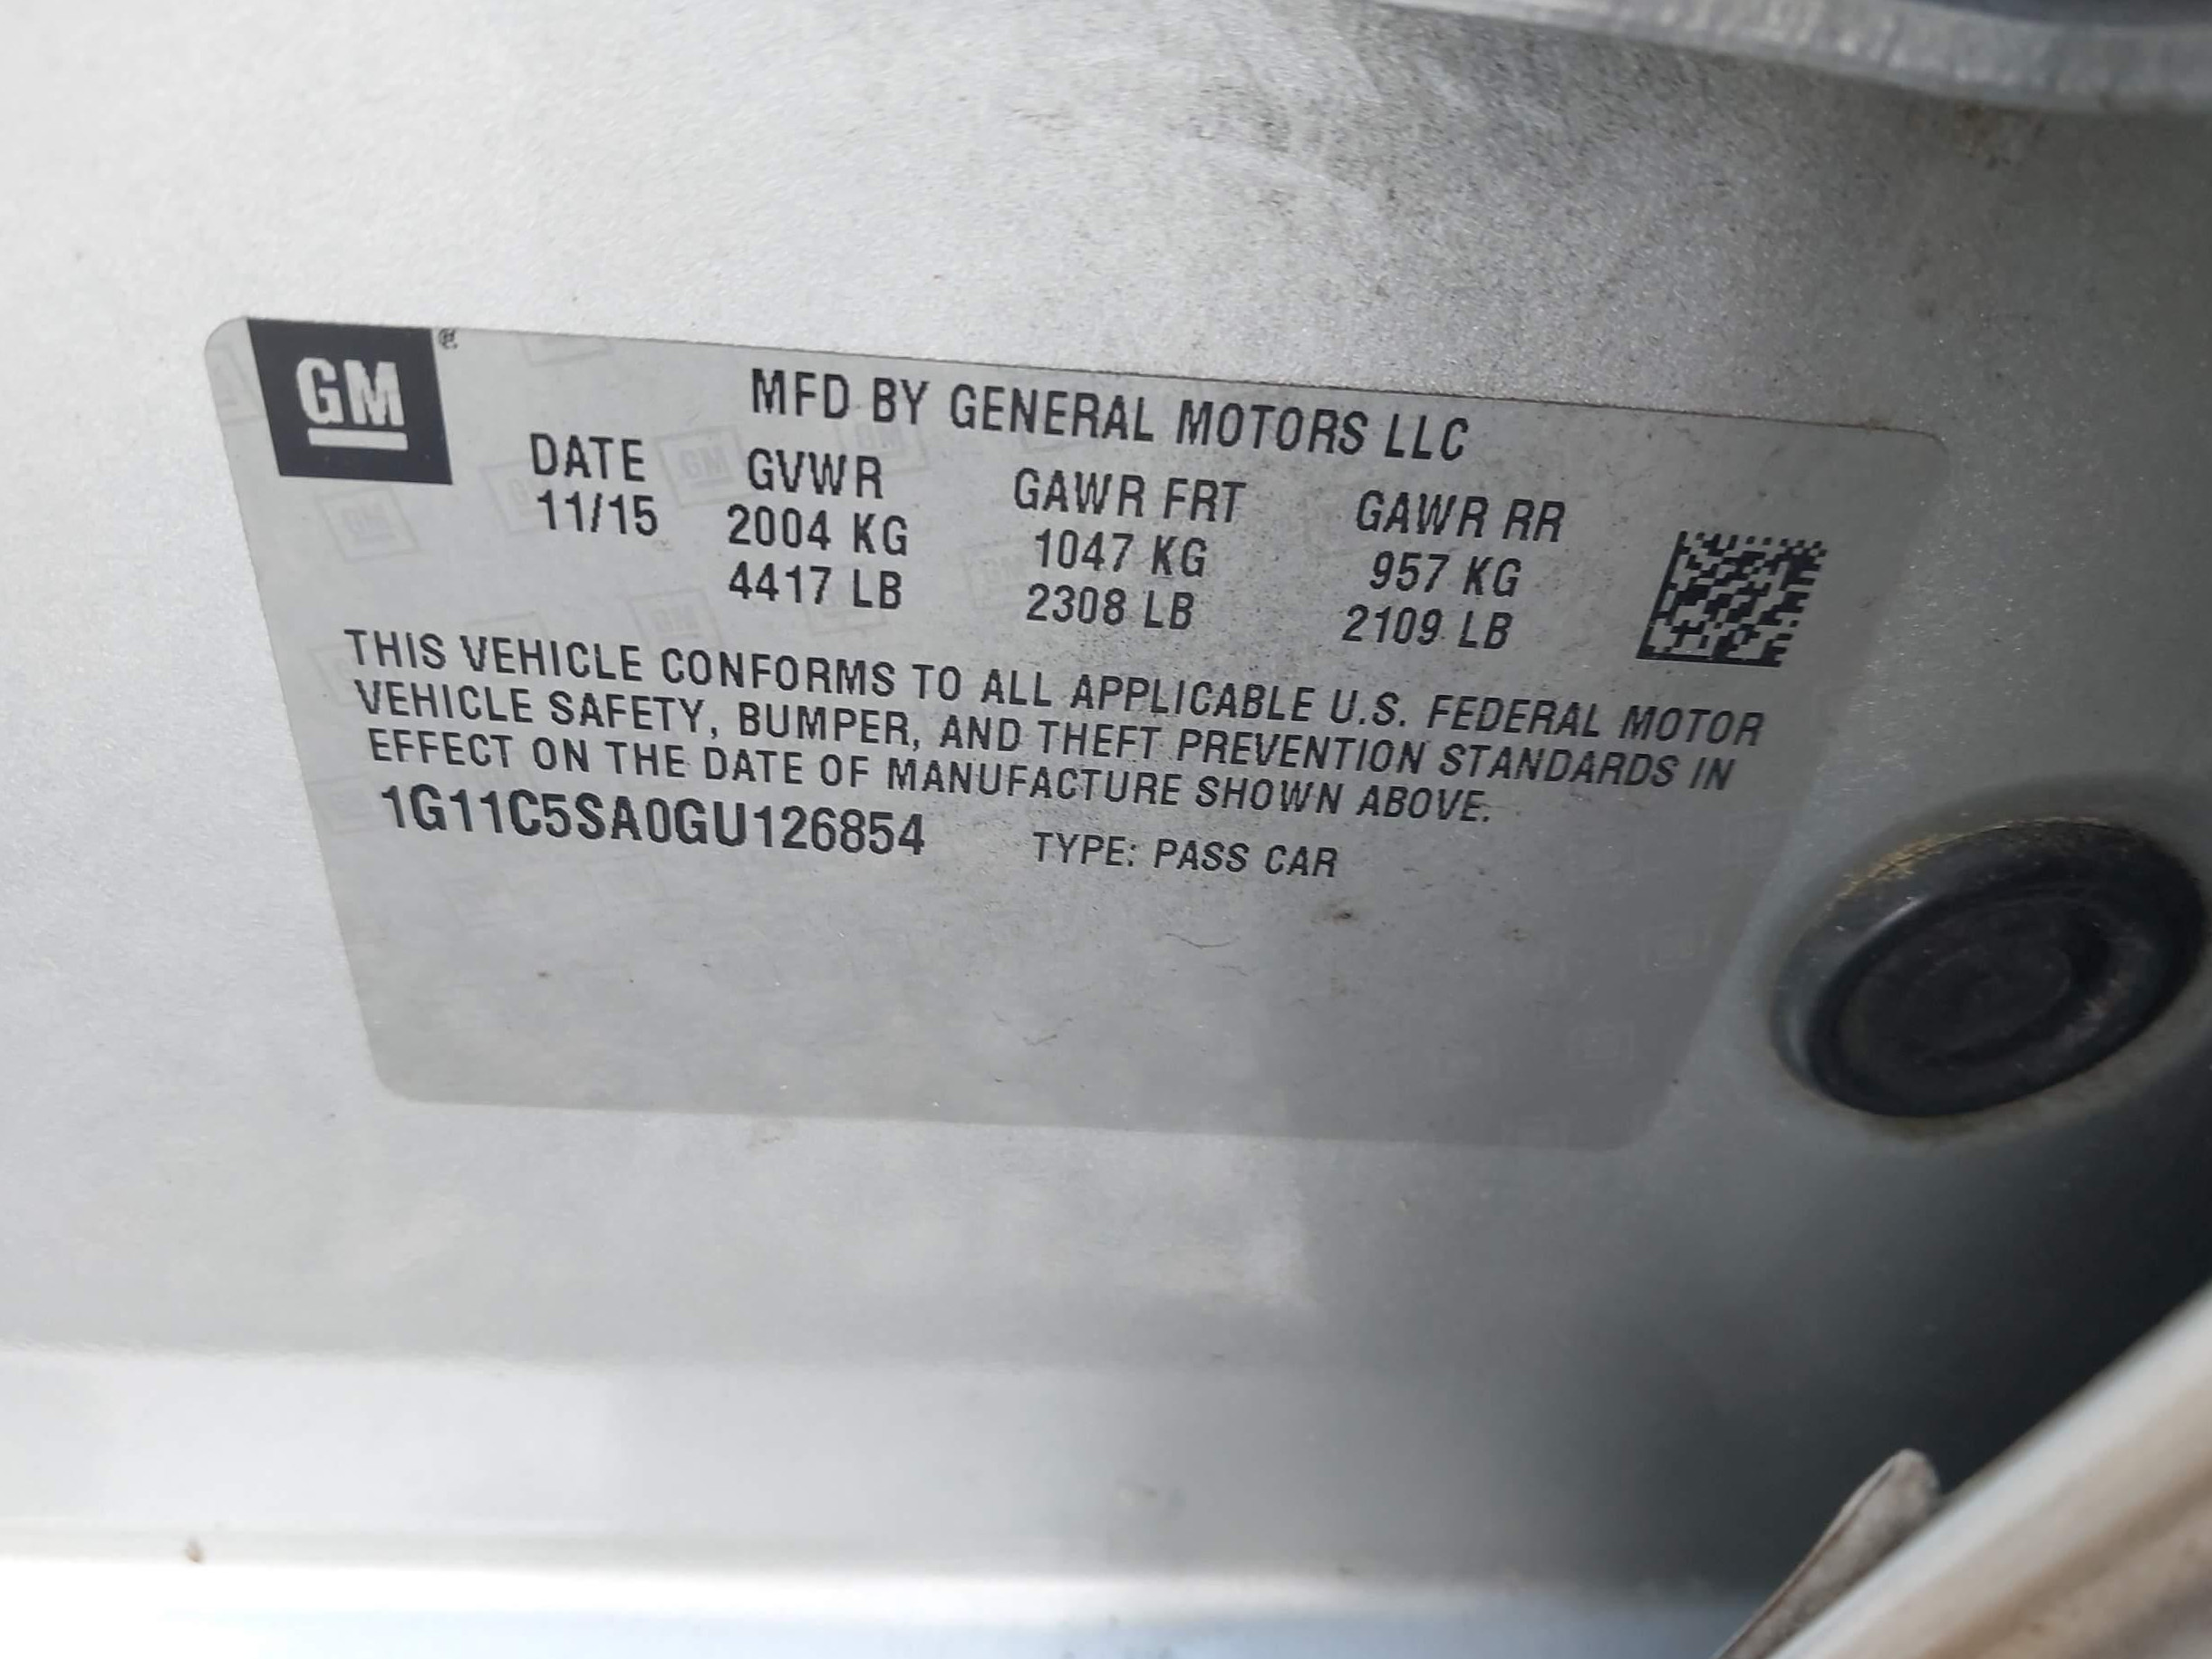 GM
MFD BY GENERAL MOTORS LLC
DATE GVWR GAWR FRT GAWR RR
11/15 2004 KG 1047 KG 957 KG
4417 LB 2308 LB 2109 LB
THIS VEHICLE CONFORMS TO ALL APPLICABLE U.S. FEDERAL MOTOR
VEHICLE SAFETY, BUMPER, AND THEFT PREVENTION STANDARDS IN
EFFECT ON THE DATE OF MANUFACTURE SHOWN ABOVE.
1G11C5SA0GU126854 TYPE: PASS CAR